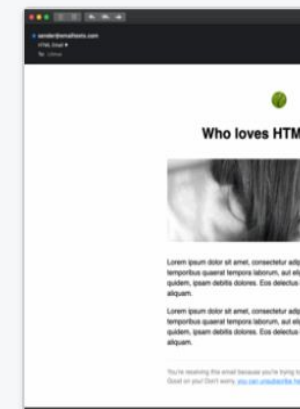 sender@emailtests.com
HTML Email
To:
Who loves HTM
Lorem ipsum dolor sit amet, consectetur adip
temporibus quaerat tempora laborum, aut eli
quidem, ipsam debitis dolores. Eos delectus
aliquam.
Lorem ipsum dolor sit amet, consectetur adip
temporibus quaerat tempora laborum, aut eli
quidem, ipsam debitis dolores. Eos delectus
aliquam.
You're receiving this email because you're trying to
Good on you! Don't worry, you can unsubscribe he